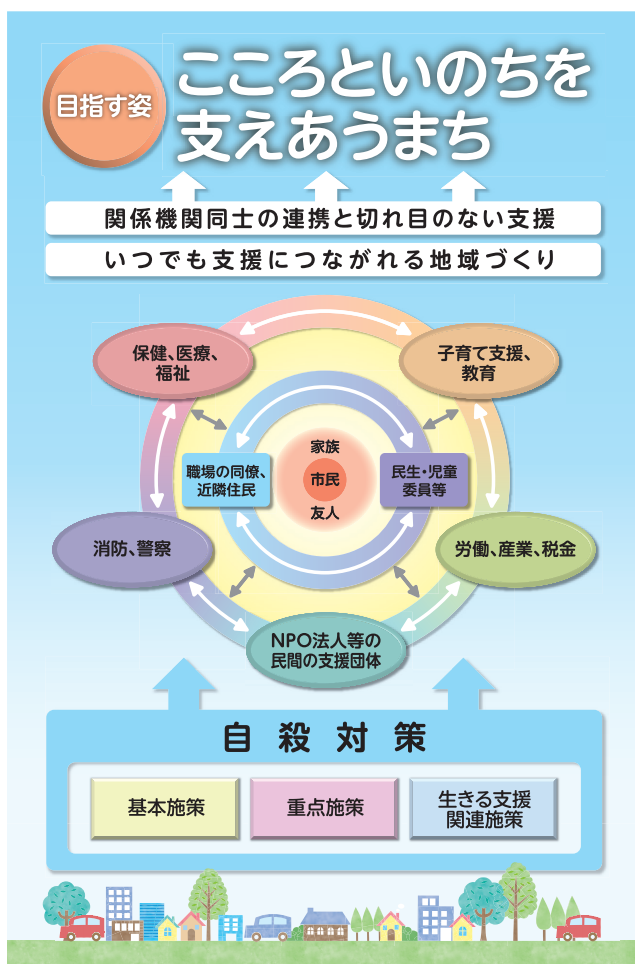 目指す姿
こころといのちを
支えあうまち
関係機関同士の連携と切れ目のない支援
いつでも支援につながれる地域づくり
保健、医療、
福祉
子育て支援、
教育
家族
職場の同僚、
近隣住民
市民
民生・児童
委員等
友人
消防、警察
労働、産業、税金
NPO法人等の
民間の支援団体
自殺対策
基本施策
重点施策
生きる支援
関連施策